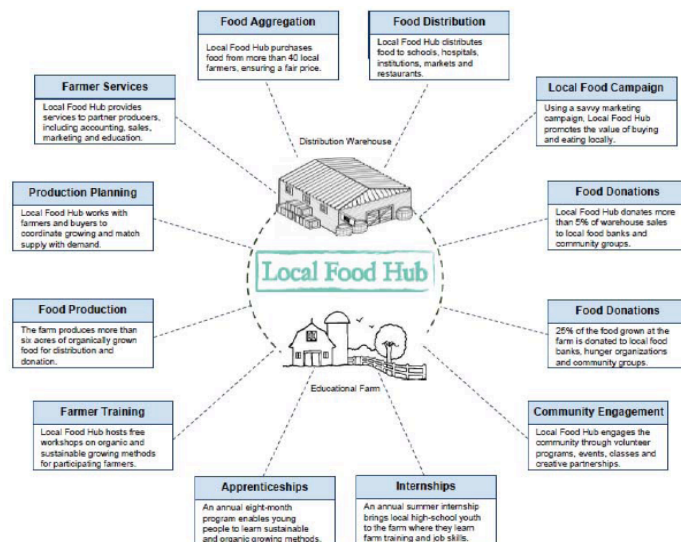 Food Aggregation
Local Food Hub purchases
food from more than 40 local
farmers, ensuring a fair price.
Food Distribution
Local Food Hub distributes
food to schools, hospitals,
institutions, markets and
restaurants.
Farmer Services
Local Food Hub provides
services to partner producers,
including accounting, sales,
marketing and education.
Local Food Campaign
Using a savvy marketing
campaign, Local Food Hub
promotes the value of buying
and eating locally.
Distribution Warehouse
Production Planning
Local Food Hub works with
farmers and buyers to
coordinate growing and match
supply with demand.
Food Donations
Local Food Hub donates more
than 5% of warehouse sales
to local food banks and
community groups.
Local Food Hub
Food Production
The farm produces more than
six acres of organically grown
food for distribution and
donation.
Food Donations
25% of the food grown at the
farm is donated to local food
banks, hunger organizations
and community groups.
Educational Farm
Farmer Training
Local Food Hub hosts free
workshops on organic and
sustainable growing methods
for participating farmers.
Community Engagement
Local Food Hub engages the
community through volunteer
programs, events, classes and
creative partnerships.
Apprenticeships
An annual eight-month
program enables young
people to learn sustainable
and organic growing methods.
Internships
An annual summer internship
brings local high-school youth
to the farm where they learn
farm training and job skills.